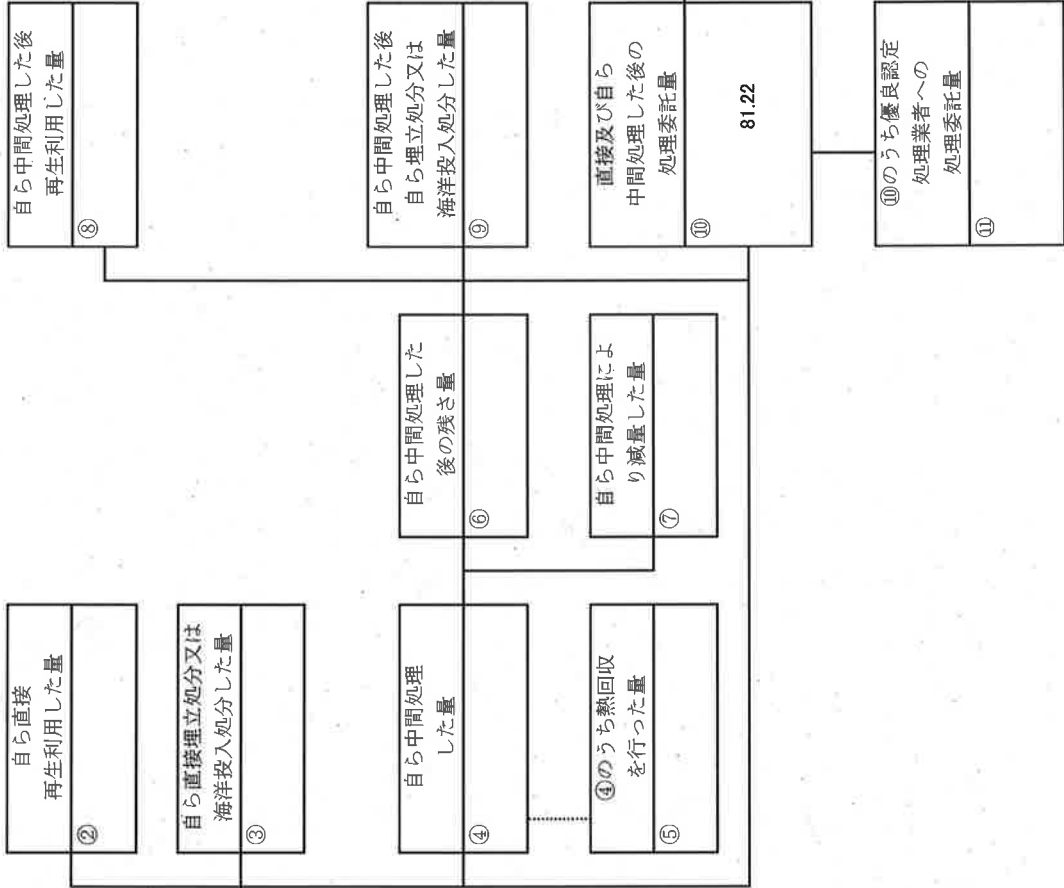 自ら直接
再生利用した量
②
自ら直接埋立処分又は
海洋投入処分した量
③
自ら中間処理
した量
④
④のうち熱回収
を行った量
⑤
自ら中間処理した
後の残さ量
⑥
自ら中間処理によ
り減量した量
⑦
自ら中間処理した後
再生利用した量
⑧
自ら中間処理した後
自ら埋立処分又は
海洋投入処分した量
⑨
直接及び自ら
中間処理した後の
処理委託量
⑩
81.22
⑩のうち優良認定
処理業者への
処理委託量
⑪